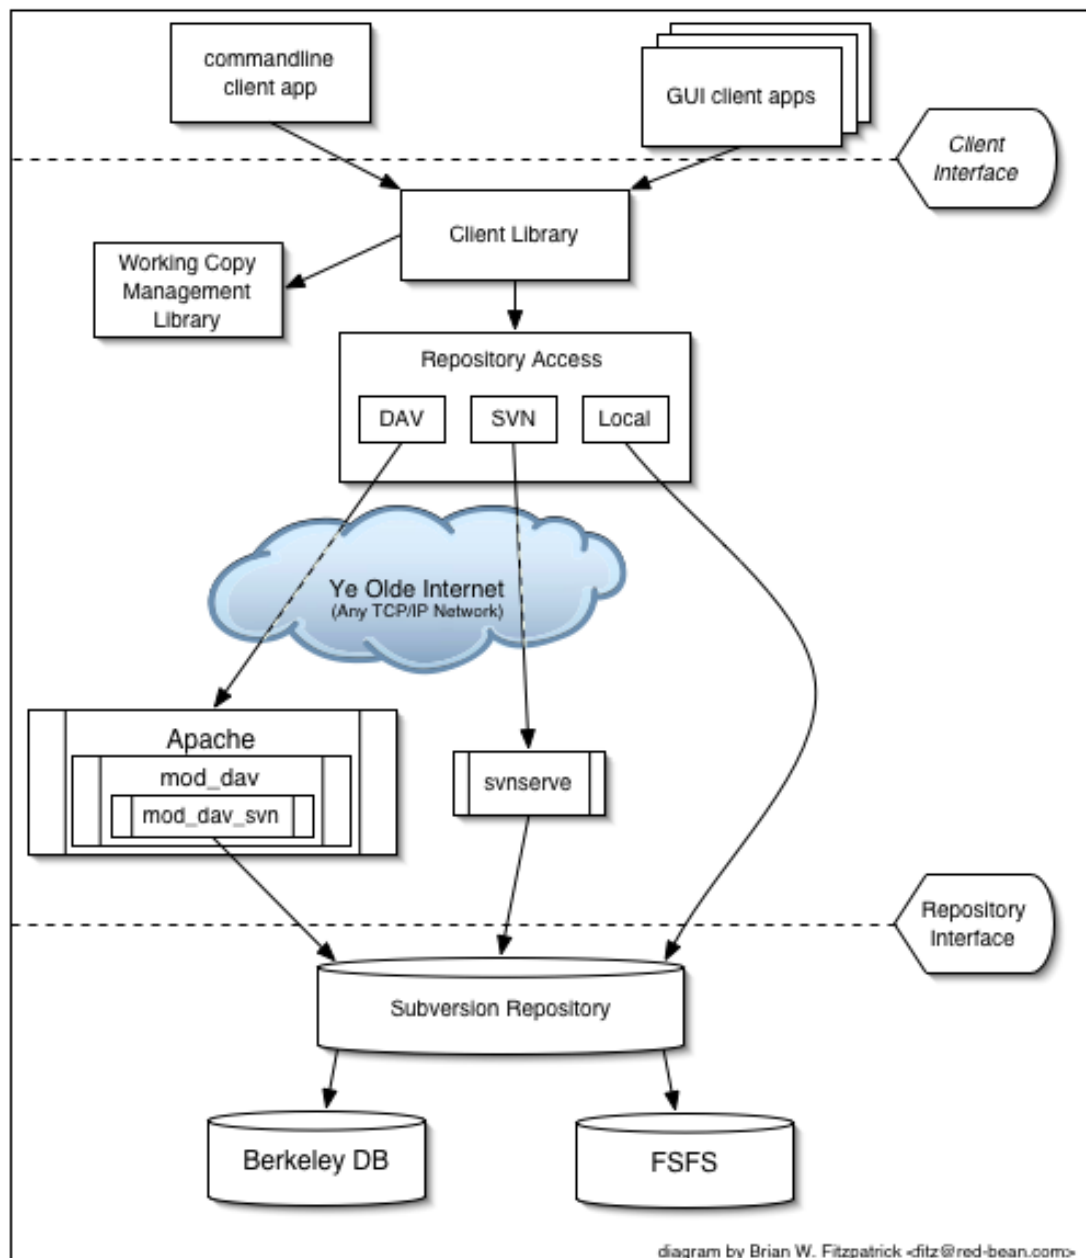 commandline
client app
GUI client apps
Client
Interface
Client Library
Working Copy
Management
Library
Repository Access
DAV
SVN
Local
Ye Olde Internet
(Any TCP/IP Network)
Apache
mod_dav
mod_dav_svn
svnserve
Repository
Interface
Subversion Repository
Berkeley DB
FSFS
diagram by Brian W. Fitzpatrick <fitz@red-bean.com>